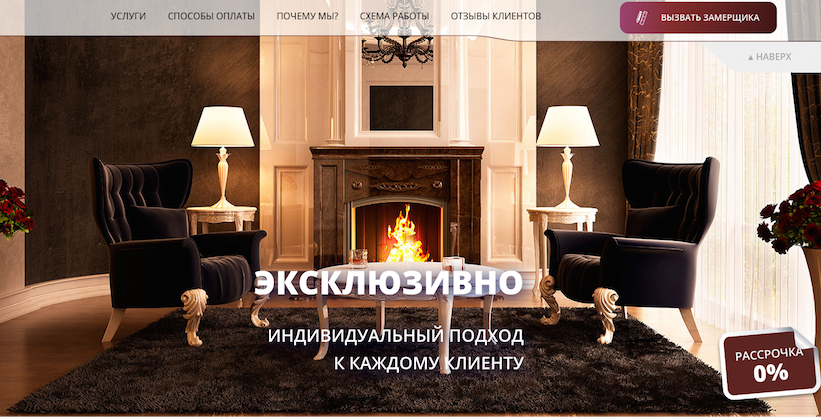 УСЛУГИ
СПОСОБЫ ОПЛАТЫ
ПОЧЕМУ МЫ?
СХЕМА РАБОТЫ
ОТЗЫВЫ КЛИЕНТОВ
ВЫЗВАТЬ ЗАМЕРЩИКА
▲ НАВЕРХ
ЭКСКЛЮЗИВНО
ИНДИВИДУАЛЬНЫЙ ПОДХОД
К КАЖДОМУ КЛИЕНТУ
РАССРОЧКА
0%